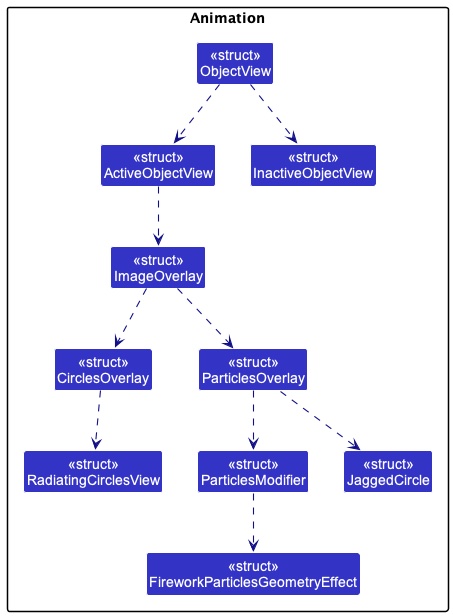 Animation
«struct»
ObjectView
«struct»
ActiveObjectView
«struct»
InactiveObjectView
«struct»
ImageOverlay
«struct»
CirclesOverlay
«struct»
ParticlesOverlay
«struct»
RadiatingCirclesView
«struct»
ParticlesModifier
«struct»
JaggedCircle
«struct»
FireworkParticlesGeometryEffect